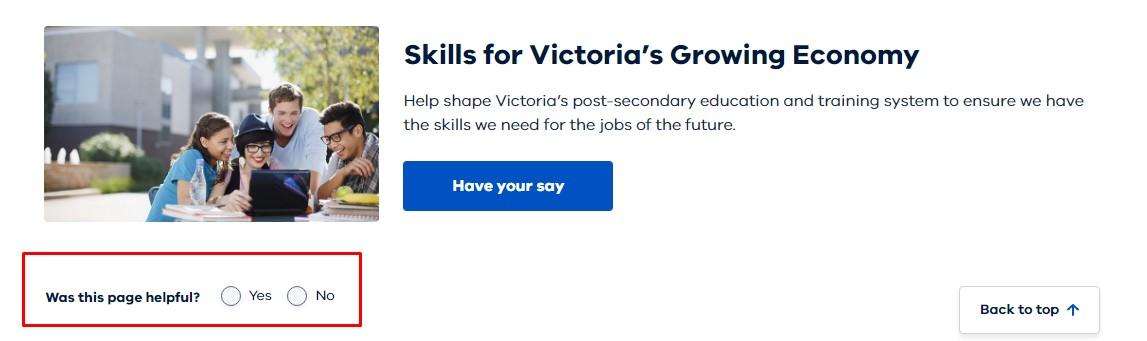 Skills for Victoria’s Growing Economy
Help shape Victoria’s post-secondary education and training system to ensure we have
the skills we need for the jobs of the future.
Have your say
Was this page helpful? Yes No
Back to top